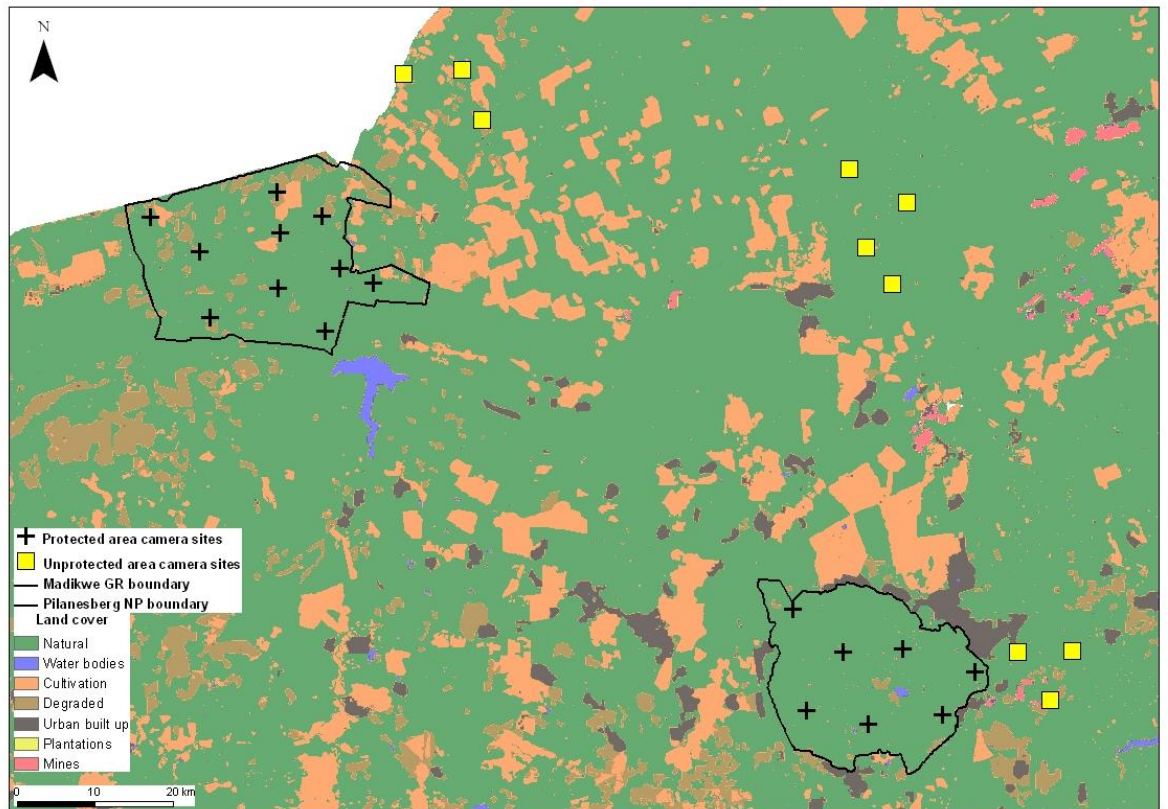 N
Protected area camera sites
Unprotected area camera sites
Madikwe GR boundary
Pilanesberg NP boundary
Land cover
Natural
Water bodies
Cultivation
Degraded
Urban built up
Plantations
Mines
0 10 20 km